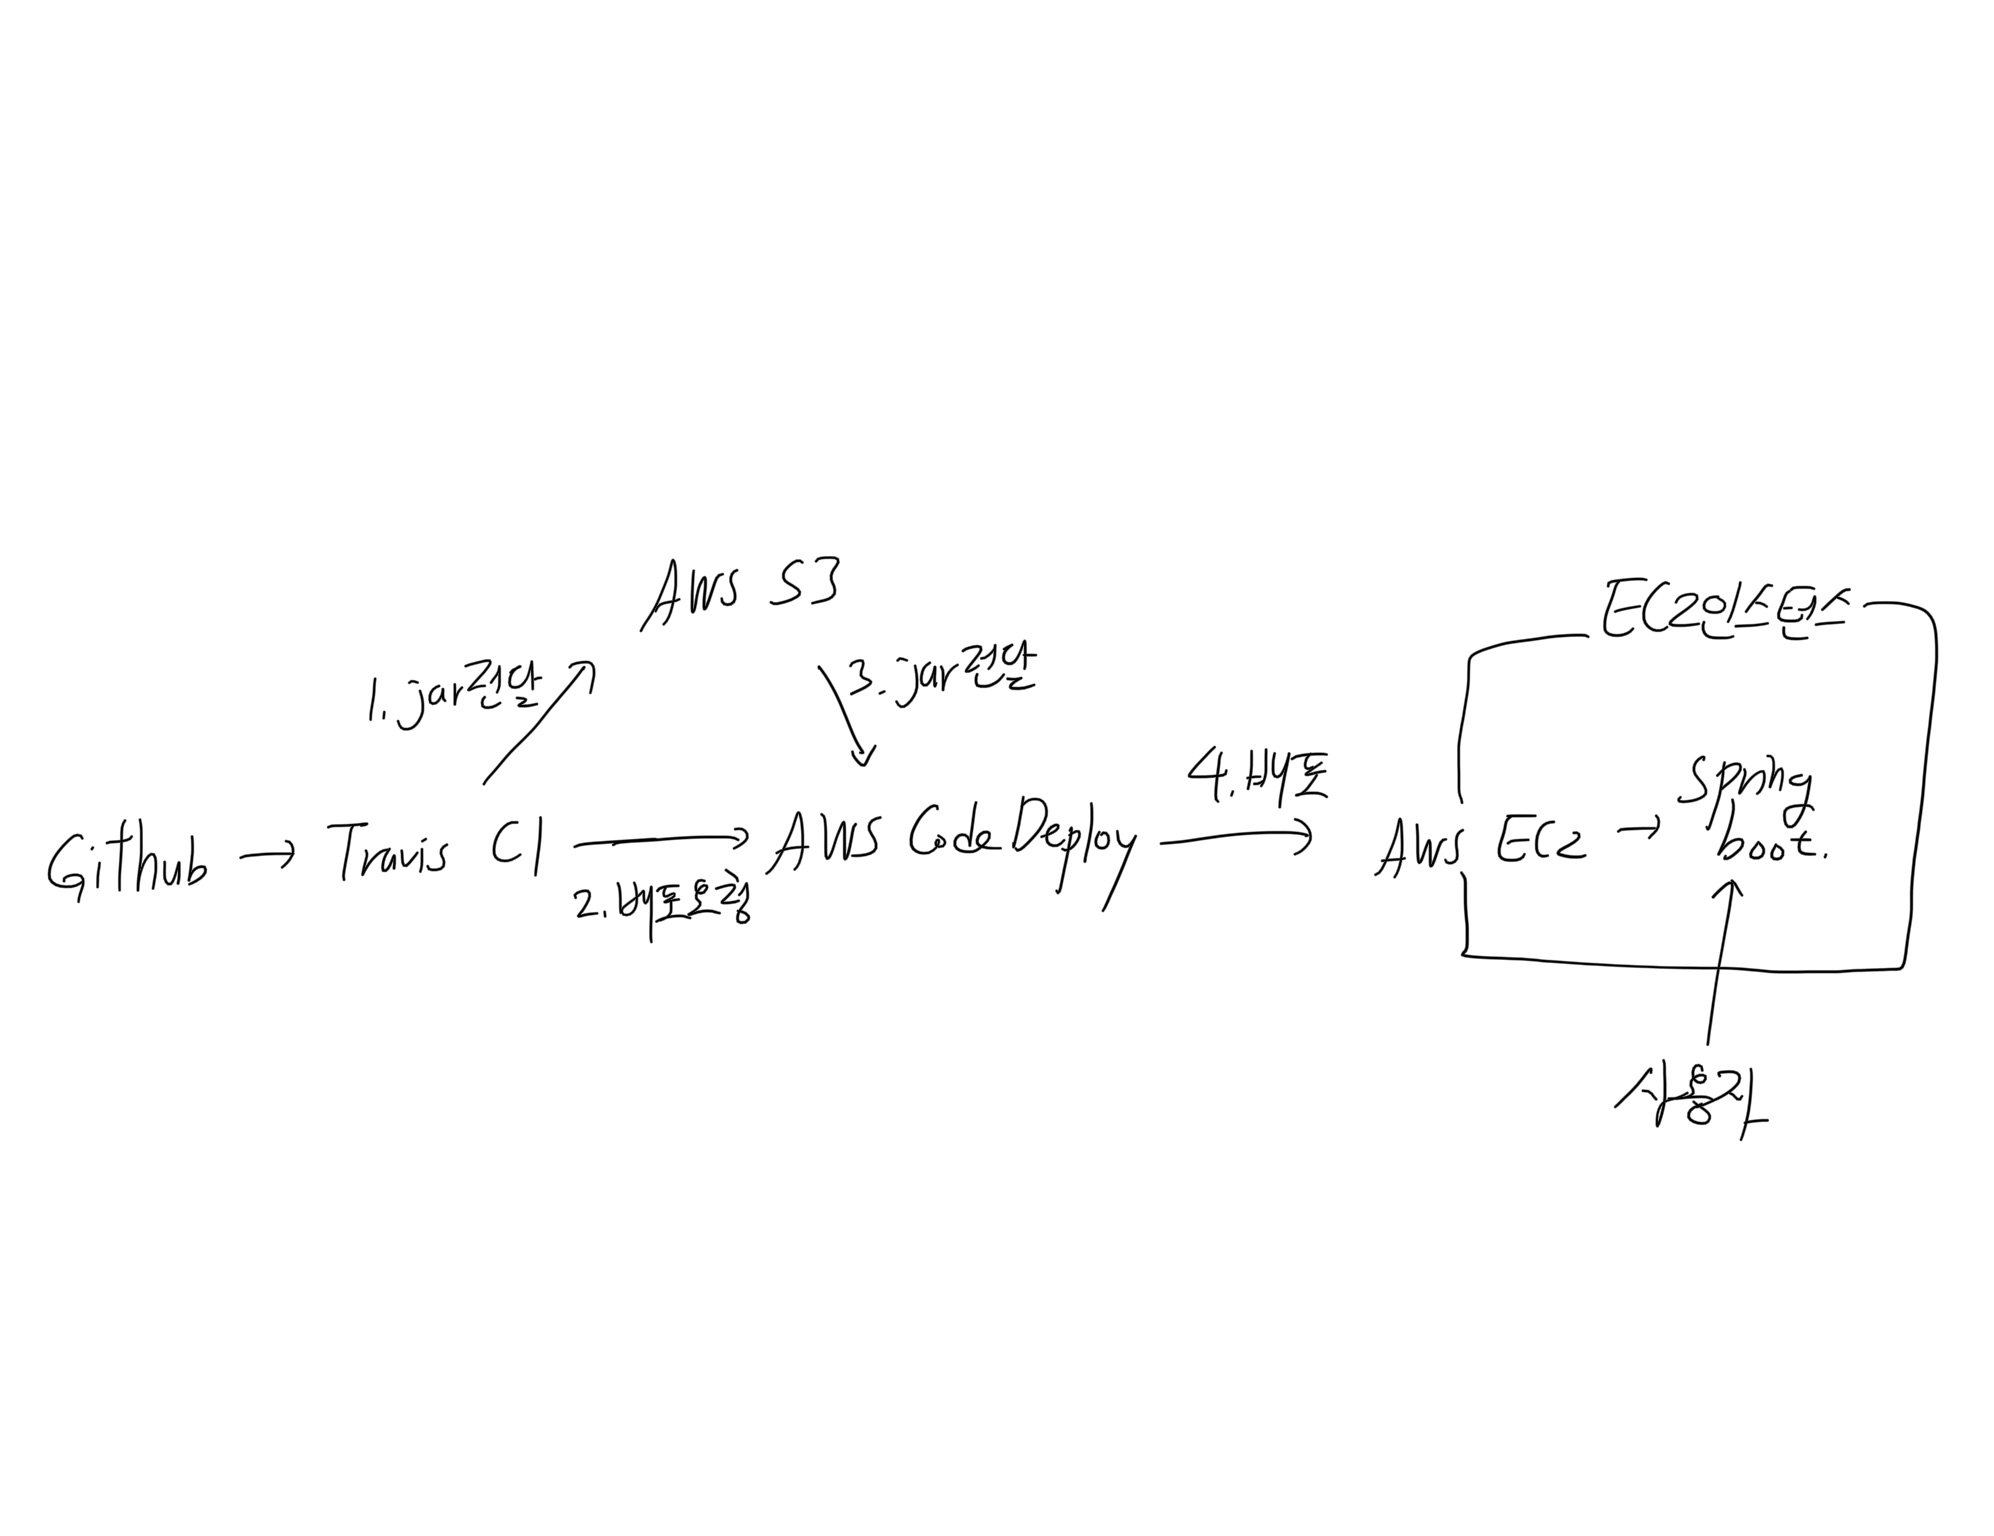 AWS S3
EC2인스턴스
1. jar전달
3. jar전달
4. 배포
Github → Travis CI → AWS CodeDeploy → AWS EC2 → Spring
boot.
2. 배포요청
사용자